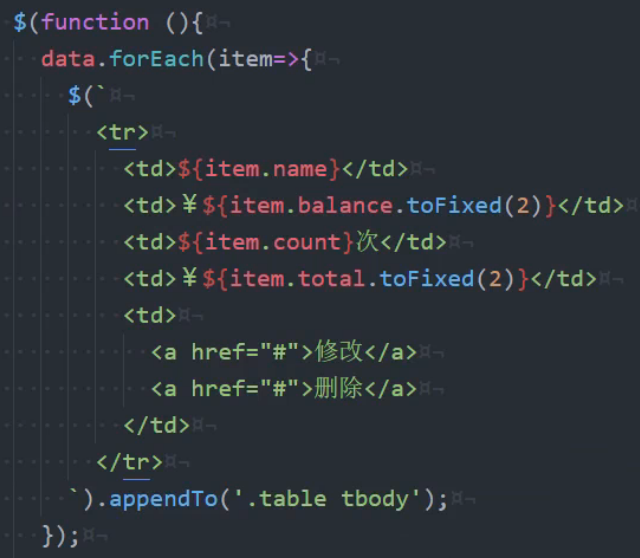 $(function (){
data.forEach(item=>{
$(`
<tr>
<td>${item.name}</td>
<td>￥${item.balance.toFixed(2)}</td>
<td>${item.count}次</td>
<td>￥${item.total.toFixed(2)}</td>
<td>
<a href="#">修改</a>
<a href="#">删除</a>
</td>
</tr>
`).appendTo('.table tbody');
});